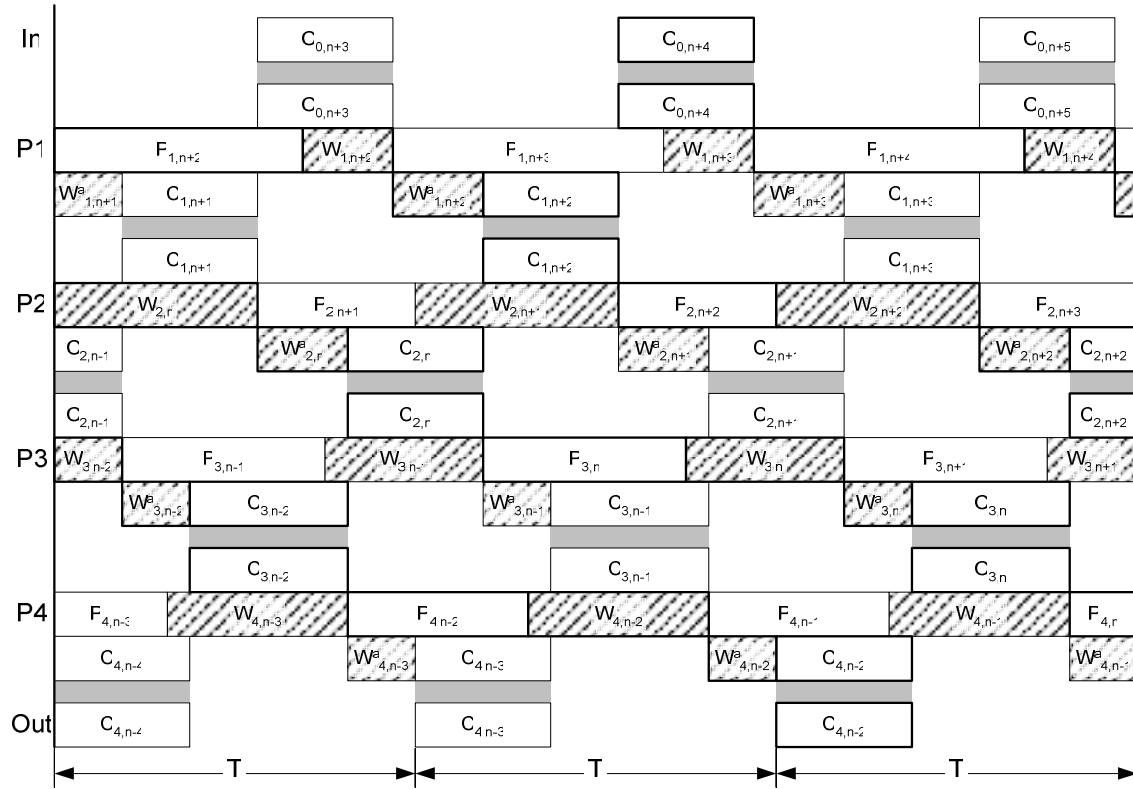 In C0,n+3 C0,n+4 C0,n+5
C0,n+3 C0,n+4 C0,n+5
P1 F1,n+2 W1,n+2 F1,n+3 W1,n+3 F1,n+4 W1,n+4
Wa1,n+1 C1,n+1 Wa1,n+2 C1,n+2 Wa1,n+3 C1,n+3
C1,n+1 C1,n+2 C1,n+3
P2 W2,n F2,n+1 W2,n+1 F2,n+2 W2,n+2 F2,n+3
C2,n-1 Wa2,n C2,n Wa2,n+1 C2,n+1 Wa2,n+2 C2,n+2
C2,n-1 C2,n C2,n+1 C2,n+2
P3 W3,n-2 F3,n-1 W3,n-1 F3,n W3,n F3,n+1 W3,n+1
Wa3,n-2 C3,n-2 Wa3,n-1 C3,n-1 Wa3,n C3,n
C3,n-2 C3,n-1 C3,n
P4 F4,n-3 W4,n-3 F4,n-2 W4,n-2 F4,n-1 W4,n-1 F4,n
C4,n-4 Wa4,n-3 C4,n-3 Wa4,n-2 C4,n-2 Wa4,n-1
Out C4,n-4 C4,n-3 C4,n-2
T T T